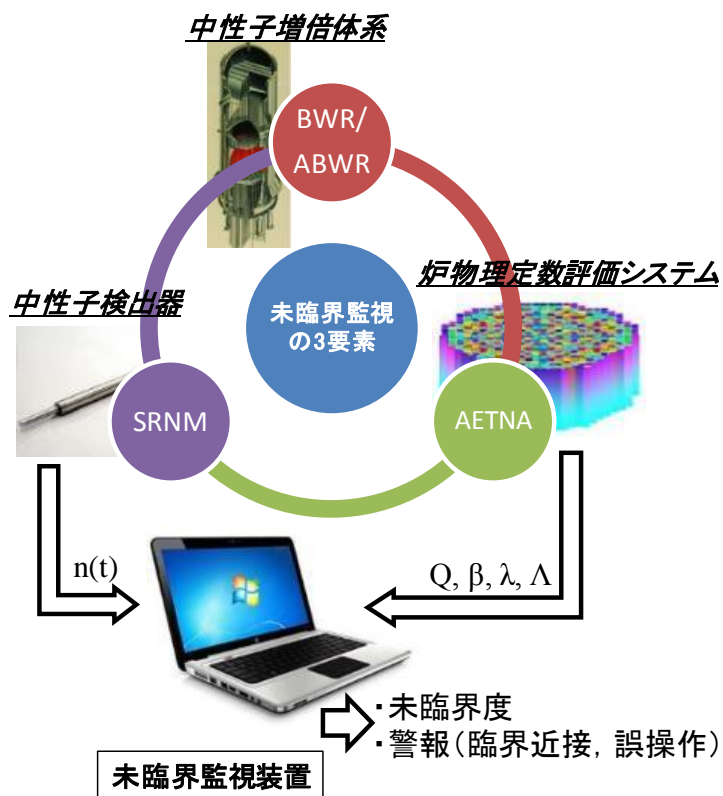 中性子増倍体系
BWR/
ABWR
炉物理定数評価システム
中性子検出器
未臨界監視
の3要素
SRNM
AETNA
n(t)
Q, β, λ, Λ
・未臨界度
・警報(臨界近接, 誤操作)
未臨界監視装置